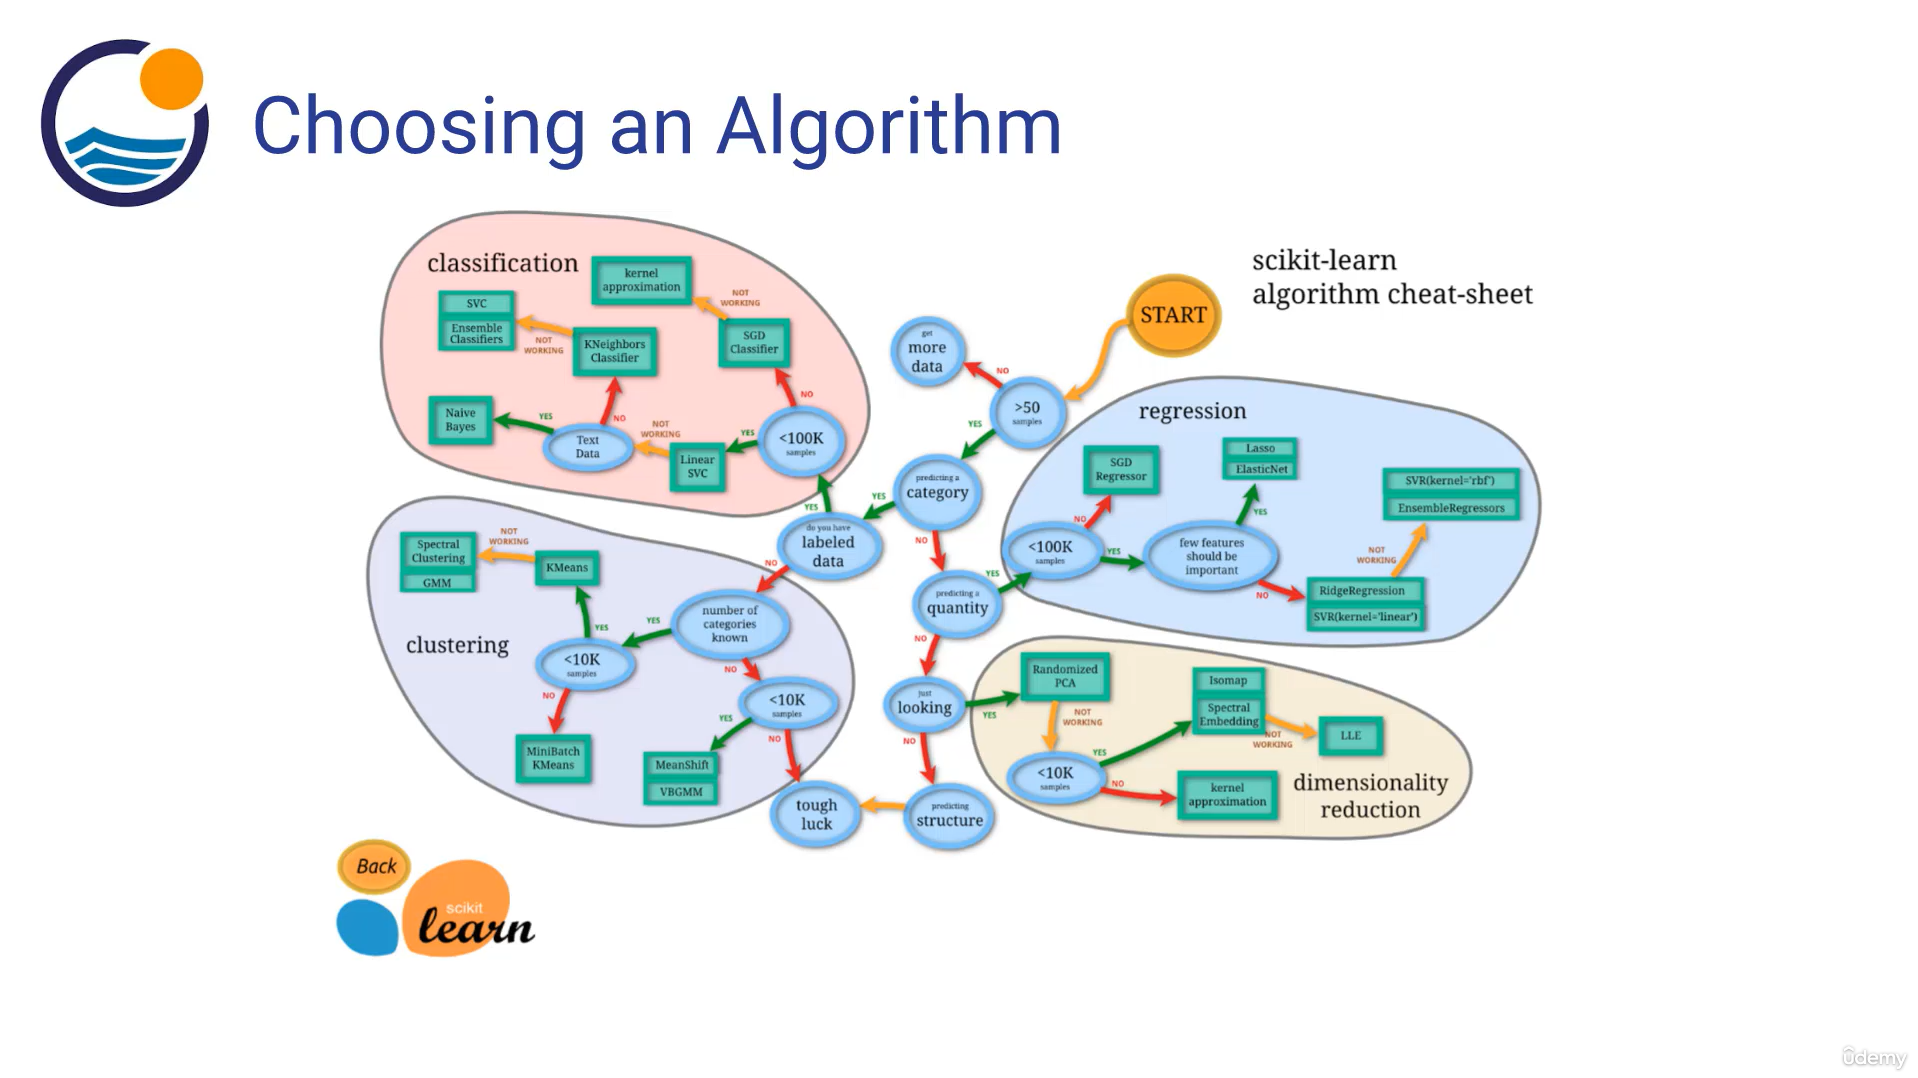 Choosing an Algorithm
scikit-learn
algorithm cheat-sheet
START
>50
samples
NO
get
more
data
YES
predicting a
category
YES
do you have
labeled
data
NO
YES
predicting a
quantity
YES
NO
NO
just
looking
YES
NO
predicting
structure
tough
luck
classification
<100K
samples
NO
SGD
Classifier
NOT
WORKING
kernel
approximation
YES
Linear
SVC
NOT
WORKING
Text
Data
YES
Naive
Bayes
NO
KNeighbors
Classifier
NOT
WORKING
SVC
Ensemble
Classifiers
clustering
number of
categories
known
YES
<10K
samples
YES
KMeans
NOT
WORKING
Spectral
Clustering
GMM
NO
MiniBatch
KMeans
NO
<10K
samples
YES
MeanShift
VBGMM
NO
regression
<100K
samples
NO
SGD
Regressor
YES
few features
should be
important
YES
Lasso
ElasticNet
NO
RidgeRegression
SVR(kernel='linear')
NOT
WORKING
SVR(kernel='rbf')
EnsembleRegressors
dimensionality
reduction
Randomized
PCA
NOT
WORKING
<10K
samples
YES
Isomap
Spectral
Embedding
NOT
WORKING
LLE
NO
kernel
approximation
Back
scikit
learn
ûdemy